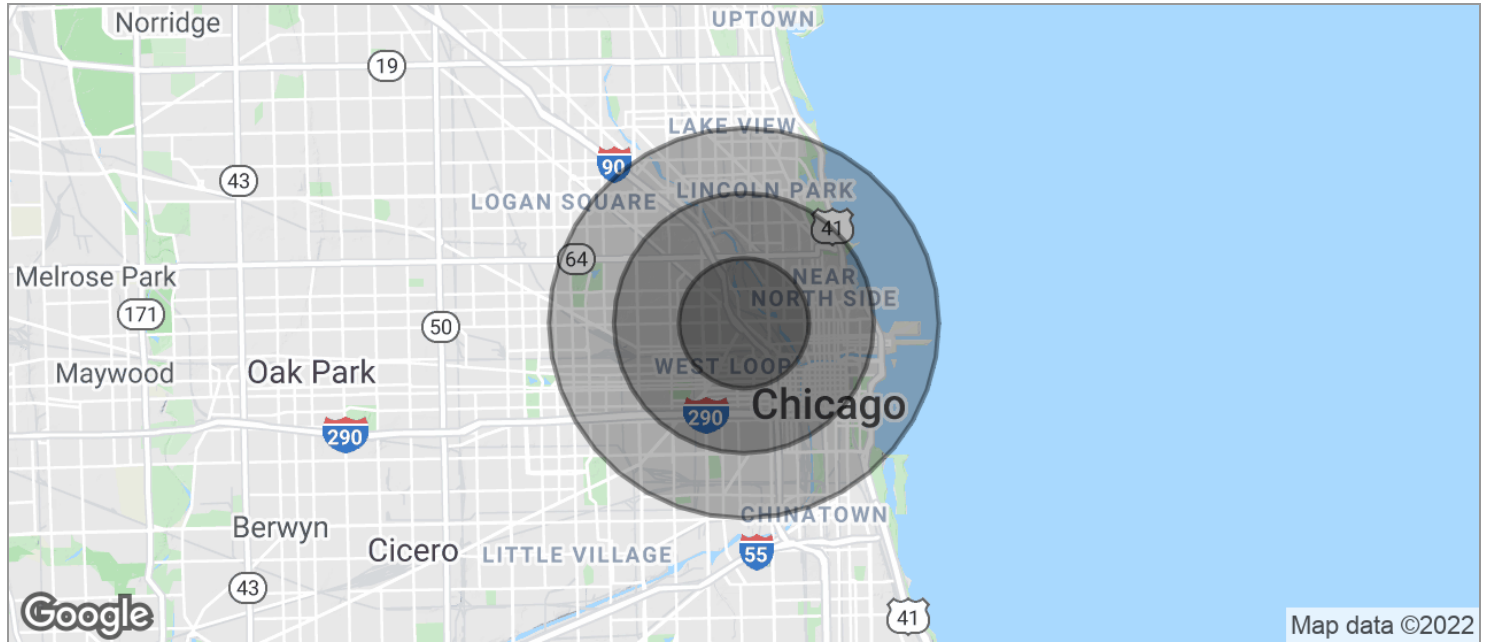 UPTOWN
Norridge
19
LAKE VIEW
90
43
LINCOLN PARK
LOGAN SQUARE
41
64
Melrose Park
NEAR
NORTH SIDE
171
50
WEST LOOP
Maywood
Oak Park
Chicago
290
290
CHINATOWN
Berwyn
Cicero
LITTLE VILLAGE
55
43
Google
41
Map data ©2022